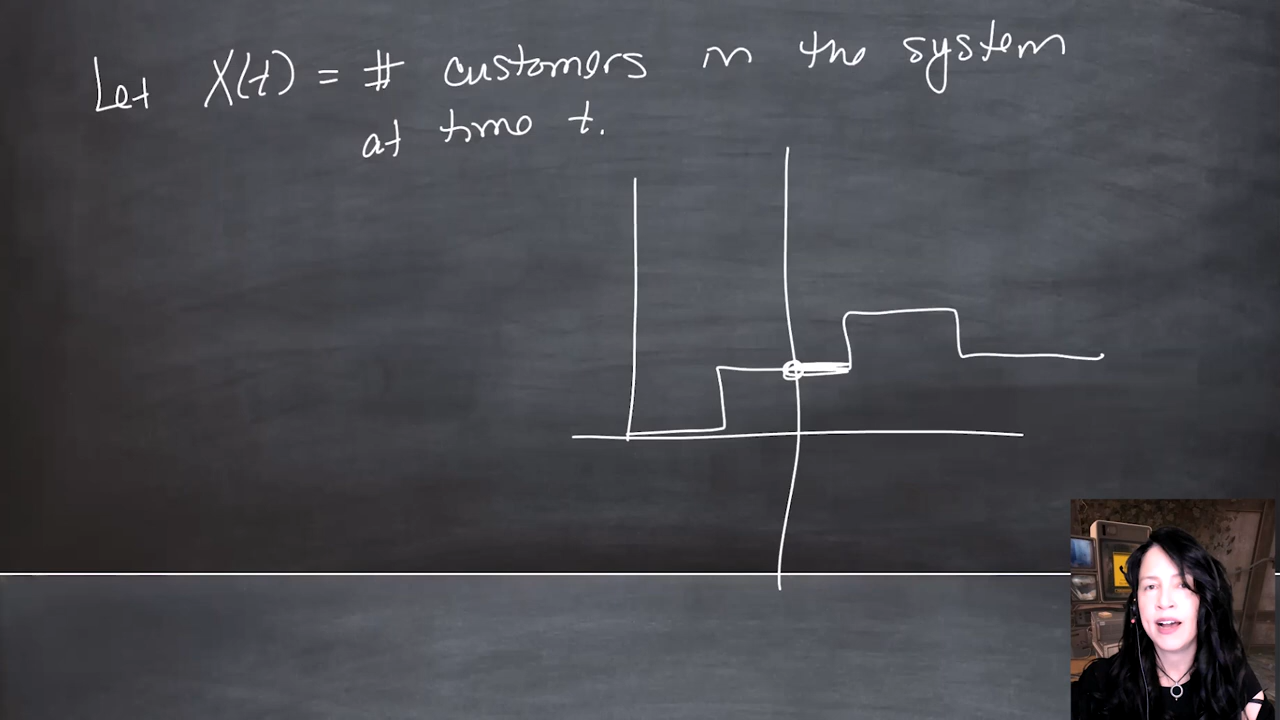 Let X(t) = # customers in the system
at time t.